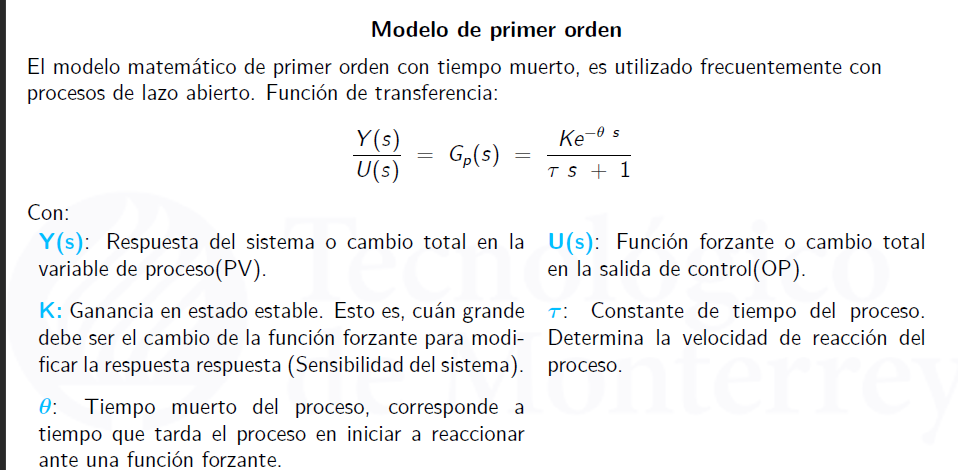 Modelo de primer orden
El modelo matemático de primer orden con tiempo muerto, es utilizado frecuentemente con
procesos de lazo abierto. Función de transferencia:
Y(s)/U(s) = Gₚ(s) = Ke^(−θ s)/(τ s + 1)
Con:
Y(s): Respuesta del sistema o cambio total en la
variable de proceso(PV).
K: Ganancia en estado estable. Esto es, cuán grande
debe ser el cambio de la función forzante para modi-
ficar la respuesta respuesta (Sensibilidad del sistema).
θ: Tiempo muerto del proceso, corresponde a
tiempo que tarda el proceso en iniciar a reaccionar
ante una función forzante.
U(s): Función forzante o cambio total
en la salida de control(OP).
τ: Constante de tiempo del proceso.
Determina la velocidad de reacción del
proceso.
Tecnológico
de Monterrey